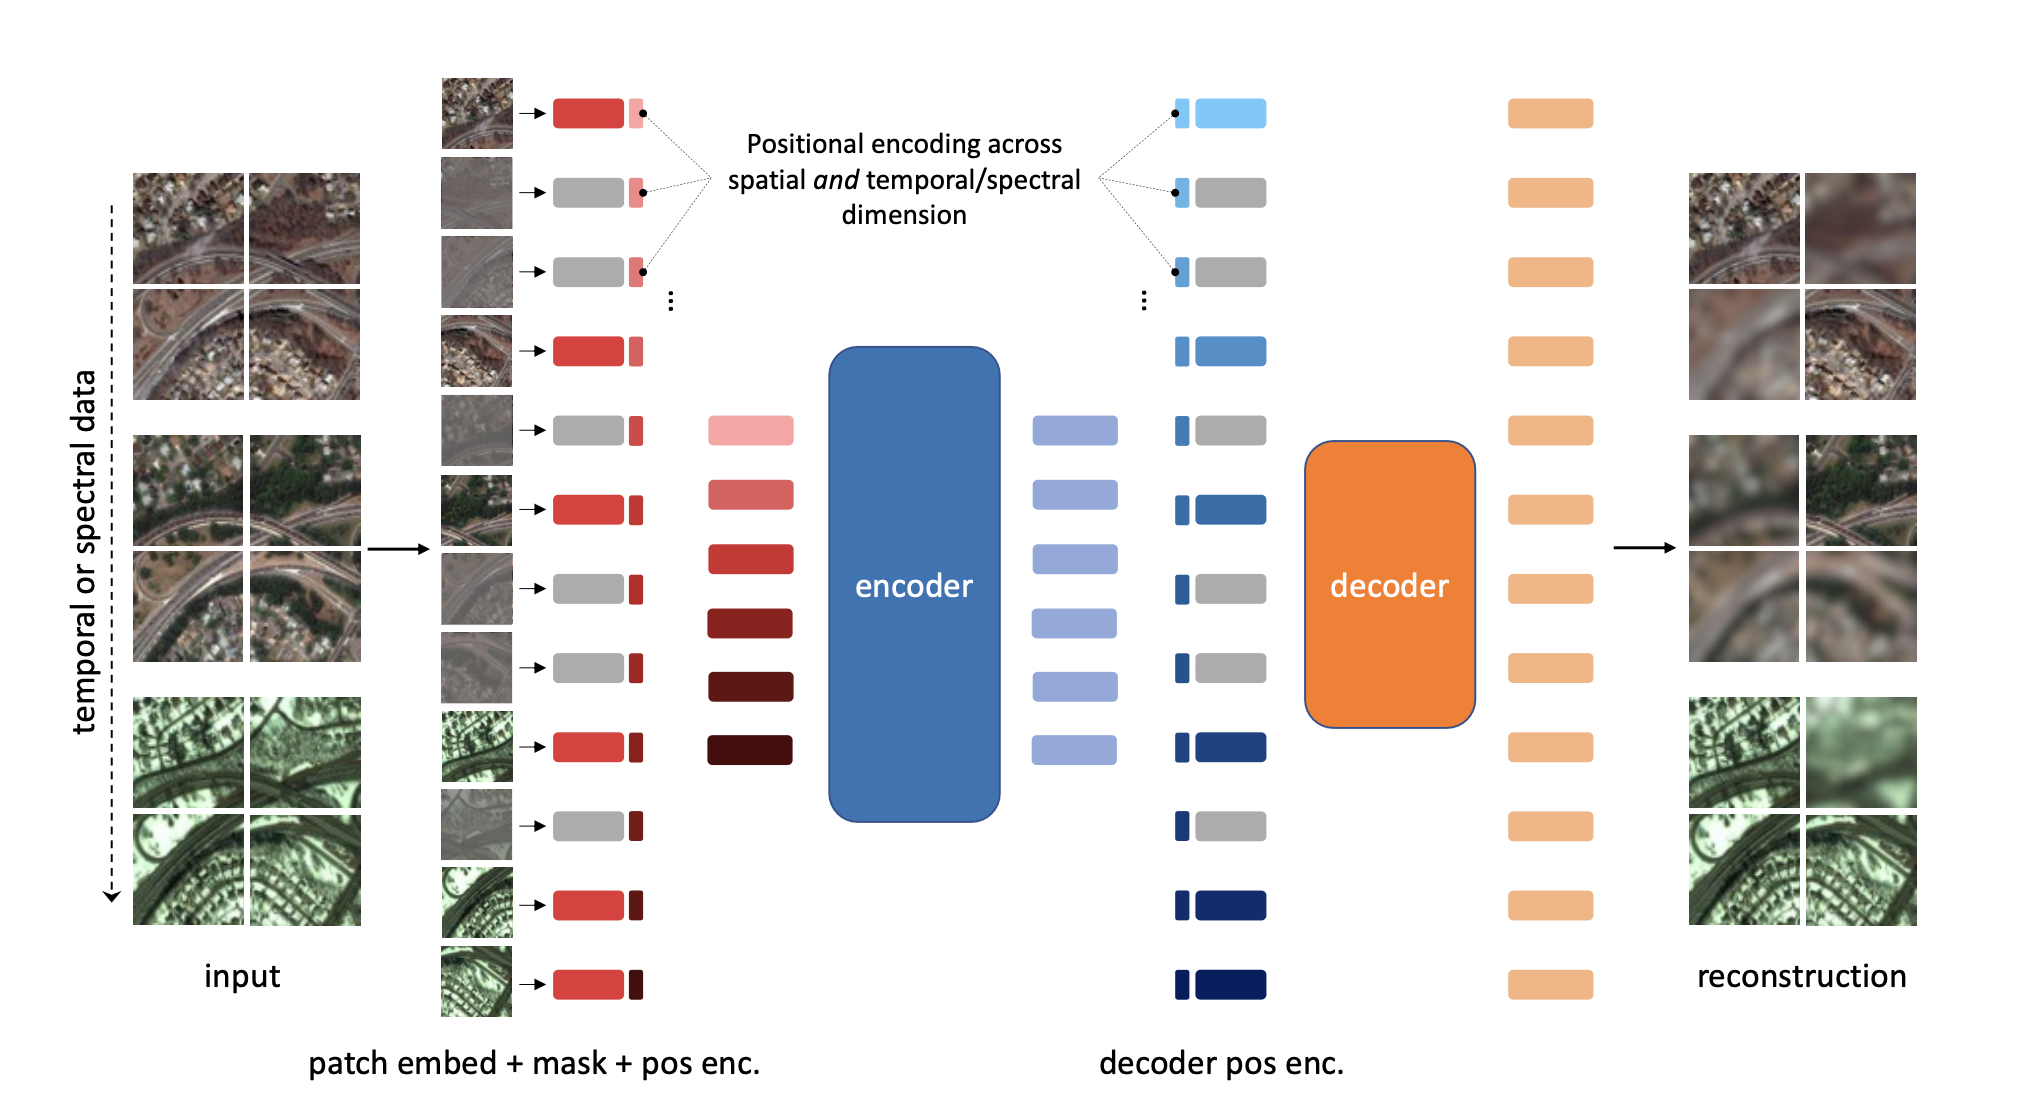 temporal or spectral data
input
patch embed + mask + pos enc.
Positional encoding across
spatial and temporal/spectral
dimension
encoder
decoder pos enc.
decoder
reconstruction